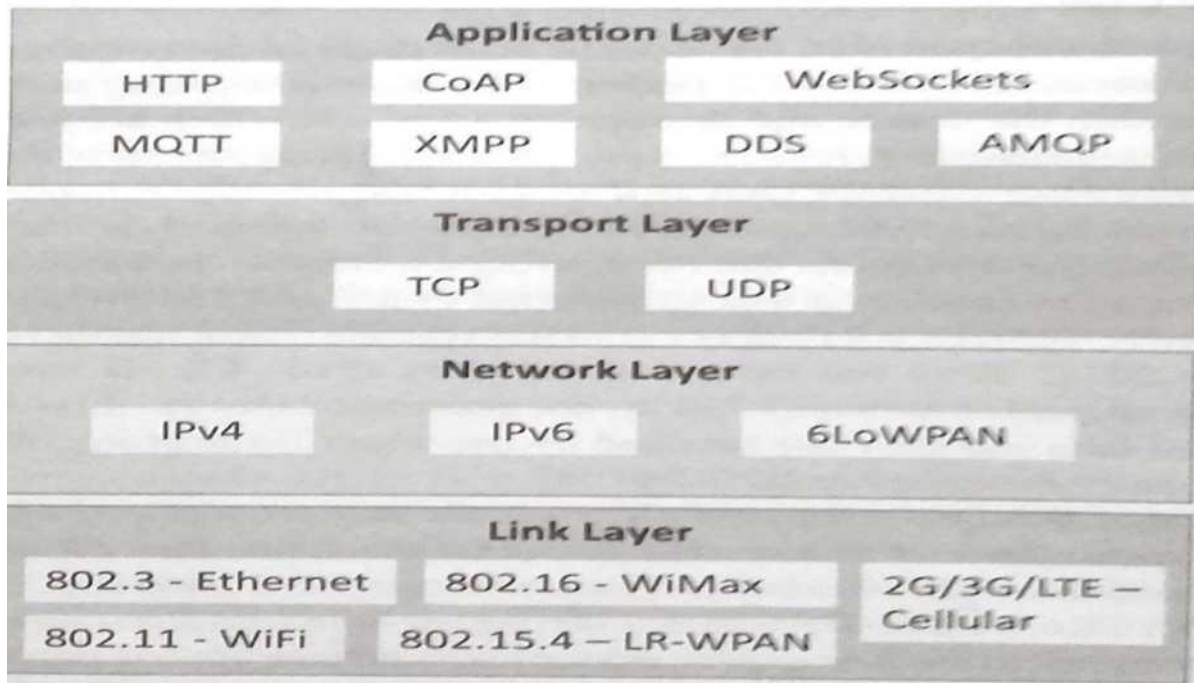 Application Layer
HTTP CoAP WebSockets
MQTT XMPP DDS AMQP
Transport Layer
TCP UDP
Network Layer
IPv4 IPv6 6LoWPAN
Link Layer
802.3 - Ethernet 802.16 - WiMax 2G/3G/LTE – Cellular
802.11 - WiFi 802.15.4 – LR-WPAN